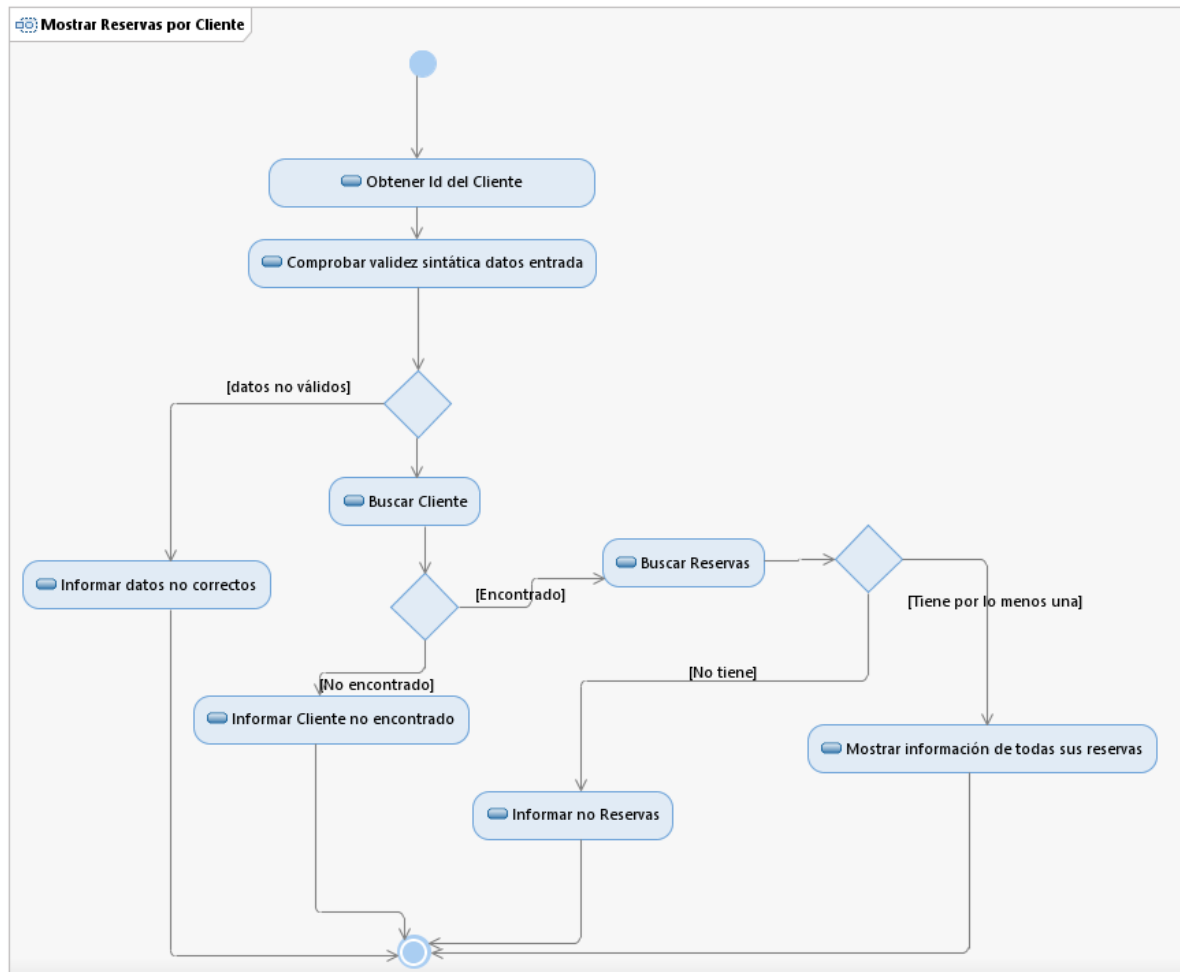 Mostrar Reservas por Cliente
Obtener Id del Cliente
Comprobar validez sintática datos entrada
[datos no válidos]
Buscar Cliente
Buscar Reservas
Informar datos no correctos
[Encontrado]
[Tiene por lo menos una]
[No tiene]
[No encontrado]
Informar Cliente no encontrado
Mostrar información de todas sus reservas
Informar no Reservas